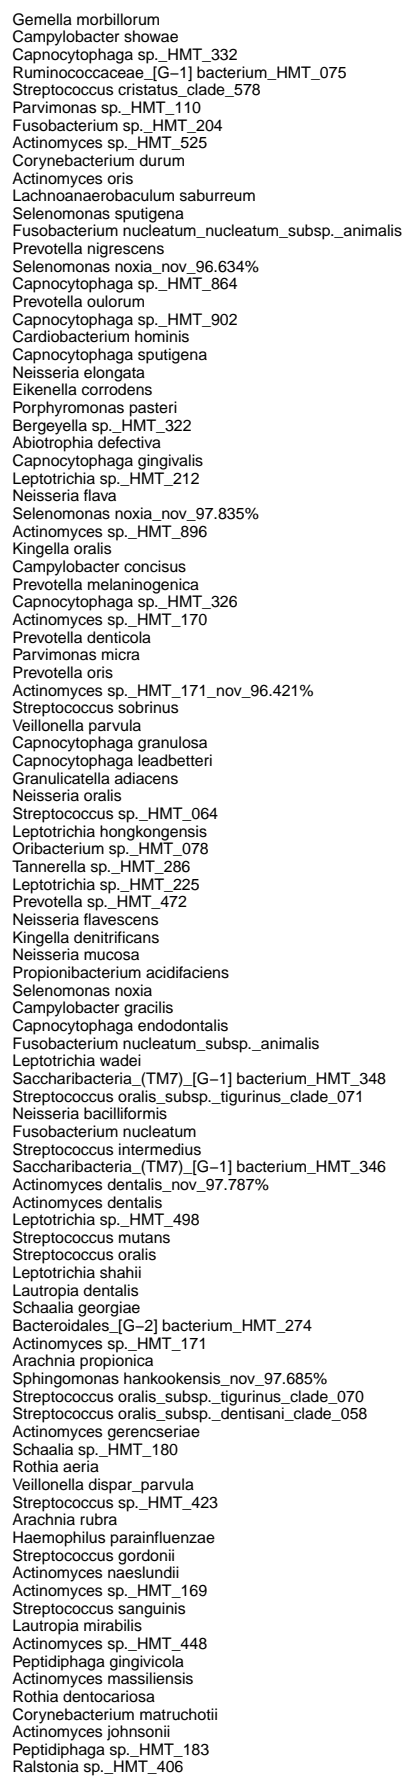 Gemella morbillorum
Campylobacter showae
Capnocytophaga sp._HMT_332
Ruminococcaceae_[G−1] bacterium_HMT_075
Streptococcus cristatus_clade_578
Parvimonas sp._HMT_110
Fusobacterium sp._HMT_204
Actinomyces sp._HMT_525
Corynebacterium durum
Actinomyces oris
Lachnoanaerobaculum saburreum
Selenomonas sputigena
Fusobacterium nucleatum_nucleatum_subsp._animalis
Prevotella nigrescens
Selenomonas noxia_nov_96.634%
Capnocytophaga sp._HMT_864
Prevotella oulorum
Capnocytophaga sp._HMT_902
Cardiobacterium hominis
Capnocytophaga sputigena
Neisseria elongata
Eikenella corrodens
Porphyromonas pasteri
Bergeyella sp._HMT_322
Abiotrophia defectiva
Capnocytophaga gingivalis
Leptotrichia sp._HMT_212
Neisseria flava
Selenomonas noxia_nov_97.835%
Actinomyces sp._HMT_896
Kingella oralis
Campylobacter concisus
Prevotella melaninogenica
Capnocytophaga sp._HMT_326
Actinomyces sp._HMT_170
Prevotella denticola
Parvimonas micra
Prevotella oris
Actinomyces sp._HMT_171_nov_96.421%
Streptococcus sobrinus
Veillonella parvula
Capnocytophaga granulosa
Capnocytophaga leadbetteri
Granulicatella adiacens
Neisseria oralis
Streptococcus sp._HMT_064
Leptotrichia hongkongensis
Oribacterium sp._HMT_078
Tannerella sp._HMT_286
Leptotrichia sp._HMT_225
Prevotella sp._HMT_472
Neisseria flavescens
Kingella denitrificans
Neisseria mucosa
Propionibacterium acidifaciens
Selenomonas noxia
Campylobacter gracilis
Capnocytophaga endodontalis
Fusobacterium nucleatum_subsp._animalis
Leptotrichia wadei
Saccharibacteria_(TM7)_[G−1] bacterium_HMT_348
Streptococcus oralis_subsp._tigurinus_clade_071
Neisseria bacilliformis
Fusobacterium nucleatum
Streptococcus intermedius
Saccharibacteria_(TM7)_[G−1] bacterium_HMT_346
Actinomyces dentalis_nov_97.787%
Actinomyces dentalis
Leptotrichia sp._HMT_498
Streptococcus mutans
Streptococcus oralis
Leptotrichia shahii
Lautropia dentalis
Schaalia georgiae
Bacteroidales_[G−2] bacterium_HMT_274
Actinomyces sp._HMT_171
Arachnia propionica
Sphingomonas hankookensis_nov_97.685%
Streptococcus oralis_subsp._tigurinus_clade_070
Streptococcus oralis_subsp._dentisani_clade_058
Actinomyces gerencseriae
Schaalia sp._HMT_180
Rothia aeria
Veillonella dispar_parvula
Streptococcus sp._HMT_423
Arachnia rubra
Haemophilus parainfluenzae
Streptococcus gordonii
Actinomyces naeslundii
Actinomyces sp._HMT_169
Streptococcus sanguinis
Lautropia mirabilis
Actinomyces sp._HMT_448
Peptidiphaga gingivicola
Actinomyces massiliensis
Rothia dentocariosa
Corynebacterium matruchotii
Actinomyces johnsonii
Peptidiphaga sp._HMT_183
Ralstonia sp._HMT_406